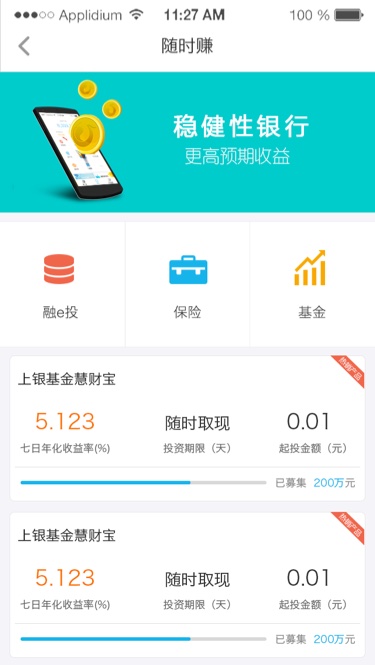 Applidium 11:27 AM 100 %
随时赚
稳健性银行
更高预期收益
融e投 保险 基金
热销产品
上银基金慧财宝
5.123 随时取现 0.01
七日年化收益率(%) 投资期限（天） 起投金额（元）
已募集 200万元
热销产品
上银基金慧财宝
5.123 随时取现 0.01
七日年化收益率(%) 投资期限（天） 起投金额（元）
已募集 200万元